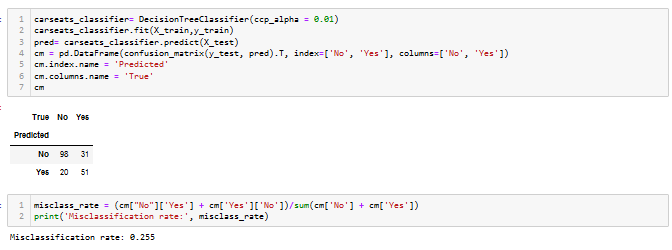 1 carseats_classifier= DecisionTreeClassifier(ccp_alpha = 0.01)
2 carseats_classifier.fit(X_train,y_train)
3 pred= carseats_classifier.predict(X_test)
4 cm = pd.DataFrame(confusion_matrix(y_test, pred).T, index=['No', 'Yes'], columns=['No', 'Yes'])
5 cm.index.name = 'Predicted'
6 cm.columns.name = 'True'
7 cm
True No Yes
Predicted
No 98 31
Yes 20 51
1 misclass_rate = (cm["No"]['Yes'] + cm['Yes']['No'])/sum(cm['No'] + cm['Yes'])
2 print('Misclassification rate:', misclass_rate)
Misclassification rate: 0.255